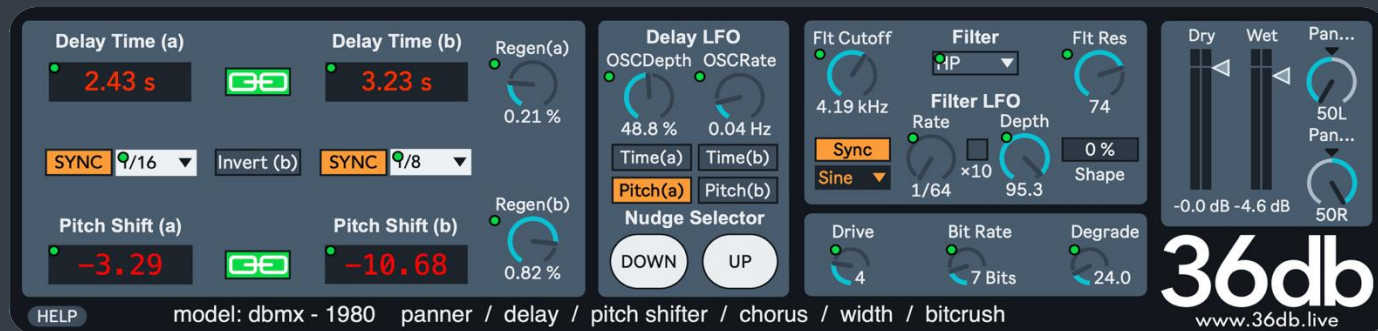 Delay Time (a)
Delay Time (b)
Regen(a)
2.43 s
3.23 s
0.21 %
SYNC
1/16
Invert (b)
SYNC
1/8
Pitch Shift (a)
Pitch Shift (b)
Regen(b)
-3.29
-10.68
0.82 %
Delay LFO
OSCDepth
OSCRate
48.8 %
0.04 Hz
Time(a)
Time(b)
Pitch(a)
Pitch(b)
Nudge Selector
DOWN
UP
Flt Cutoff
Filter
Flt Res
HP
4.19 kHz
74
Filter LFO
Rate
Depth
Sync
×10
0 %
Sine
1/64
95.3
Shape
Drive
Bit Rate
Degrade
4
7 Bits
24.0
Dry
Wet
Pan...
50L
Pan...
-0.0 dB
-4.6 dB
50R
36db
www.36db.live
HELP
model: dbmx - 1980 panner / delay / pitch shifter / chorus / width / bitcrush